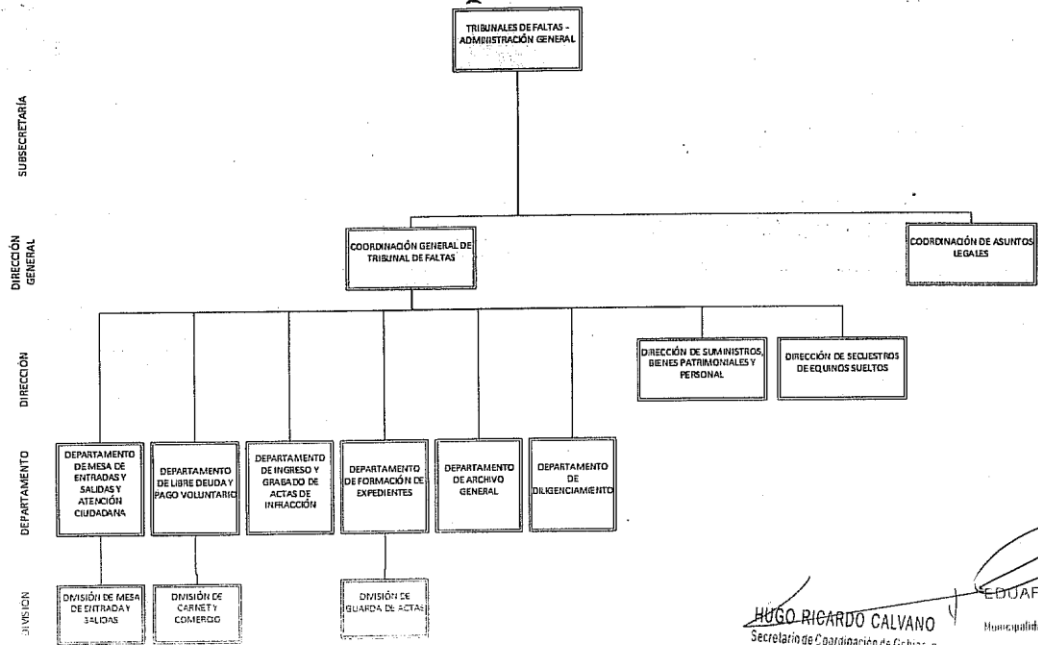 TRIBUNALES DE FALTAS -
ADMINISTRACIÓN GENERAL
SUBSECRETARÍA
DIRECCIÓN
GENERAL
COORDINACIÓN GENERAL DE
TRIBUNAL DE FALTAS
COORDINACIÓN DE ASUNTOS
LEGALES
DIRECCIÓN
DIRECCIÓN DE SUMINISTROS,
BIENES PATRIMONIALES Y
PERSONAL
DIRECCIÓN DE SECUESTROS
DE EQUINOS SUELTOS
DEPARTAMENTO
DEPARTAMENTO
DE MESA DE
ENTRADAS Y
SALIDAS Y
ATENCIÓN
CIUDADANA
DEPARTAMENTO
DE LIBRE DEUDA Y
PAGO VOLUNTARIO
DEPARTAMENTO
DE INGRESO Y
GRABADO DE
ACTAS DE
INFRACCIÓN
DEPARTAMENTO
DE FORMACIÓN DE
EXPEDIENTES
DEPARTAMENTO
DE ARCHIVO
GENERAL
DEPARTAMENTO
DE
DILIGENCIAMIENTO
DIVISIÓN
DIVISIÓN DE MESA
DE ENTRADA Y
SALIDAS
DIVISIÓN DE
CARNET Y
COMERCIO
DIVISIÓN DE
GUARDA DE ACTAS
HUGO RICARDO CALVANO
Secretario de Coordinación de